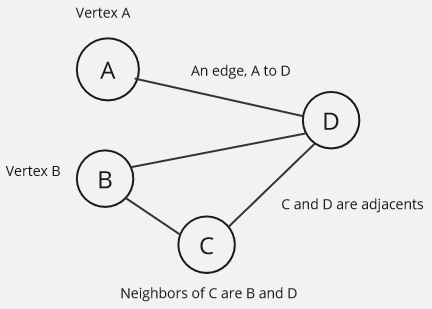 Vertex A
A
An edge, A to D
D
Vertex B
B
C and D are adjacents
C
Neighbors of C are B and D